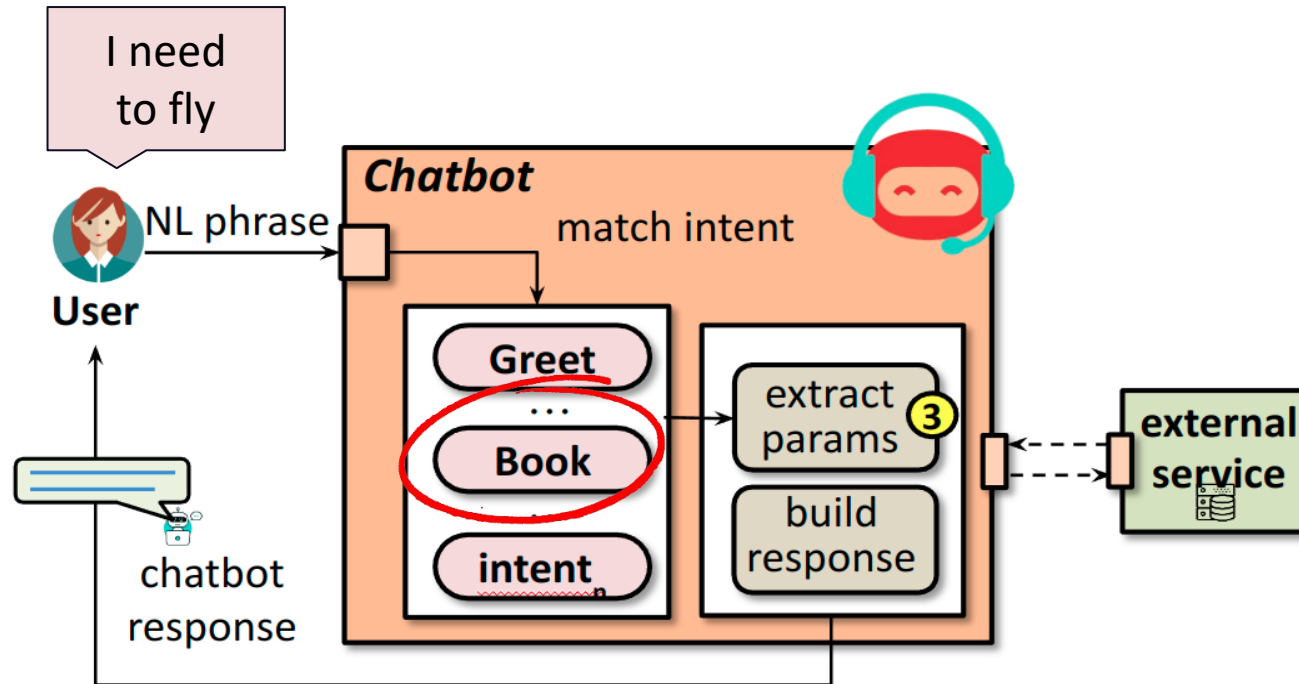 I need
to fly
Chatbot
NL phrase
match intent
User
Greet
...
Book
...
intentn
extract
params
3
build
response
external
service
chatbot
response